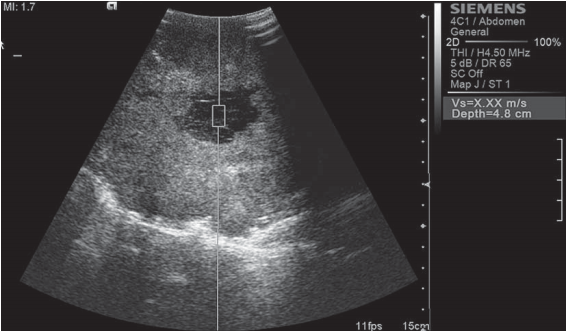 MI: 1.7
SIEMENS
4C1 / Abdomen
General
2D 100%
THI / H4.50 MHz
5 dB / DR 65
SC Off
Map J / ST 1
Vs=X.XX m/s
Depth=4.8 cm
R
11fps 15cm